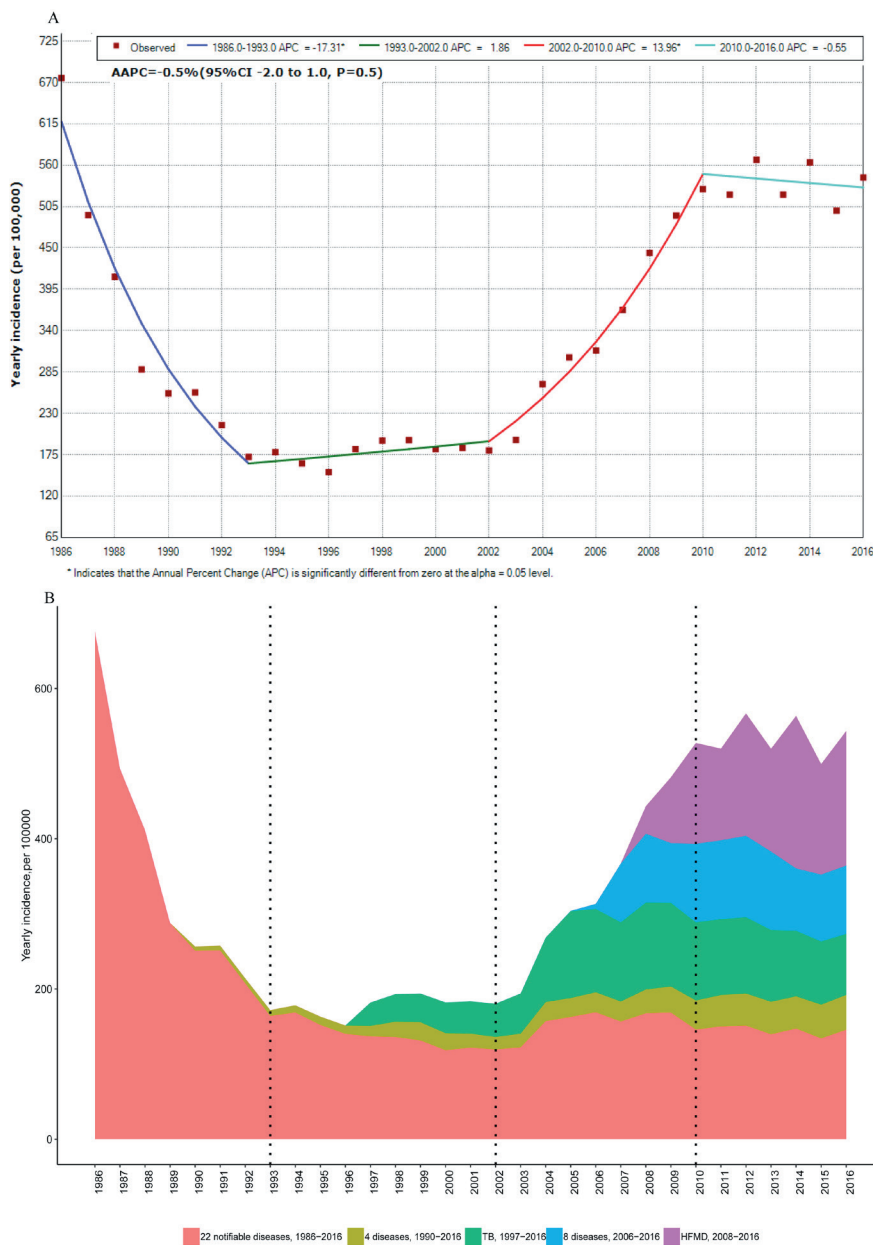 A
Observed 1986.0-1993.0 APC = -17.31* 1993.0-2002.0 APC = 1.86 2002.0-2010.0 = 13.96* 2010.0-2016.0 = -0.55
AAPC=-0.5%(95%CI -2.0 to 1.0, P=0.5)
725
670
615
560
505
450
395
340
285
230
175
120
65
Yearly incidence (per 100,000)
1986 1988 1990 1992 1994 1996 1998 2000 2002 2004 2006 2008 2010 2012 2014 2016
* Indicates that the Annual Percent Change (APC) is significantly different from zero at the alpha = 0.05 level.
B
600
400
200
0
Yearly incidence,per 100000
1986 1987 1988 1989 1990 1991 1992 1993 1994 1995 1996 1997 1998 1999 2000 2001 2002 2003 2004 2005 2006 2007 2008 2009 2010 2011 2012 2013 2014 2015 2016
22 notifiable diseases, 1986-2016 4 diseases, 1990-2016 TB, 1997-2016 8 diseases, 2006-2016 HFMD, 2008-2016